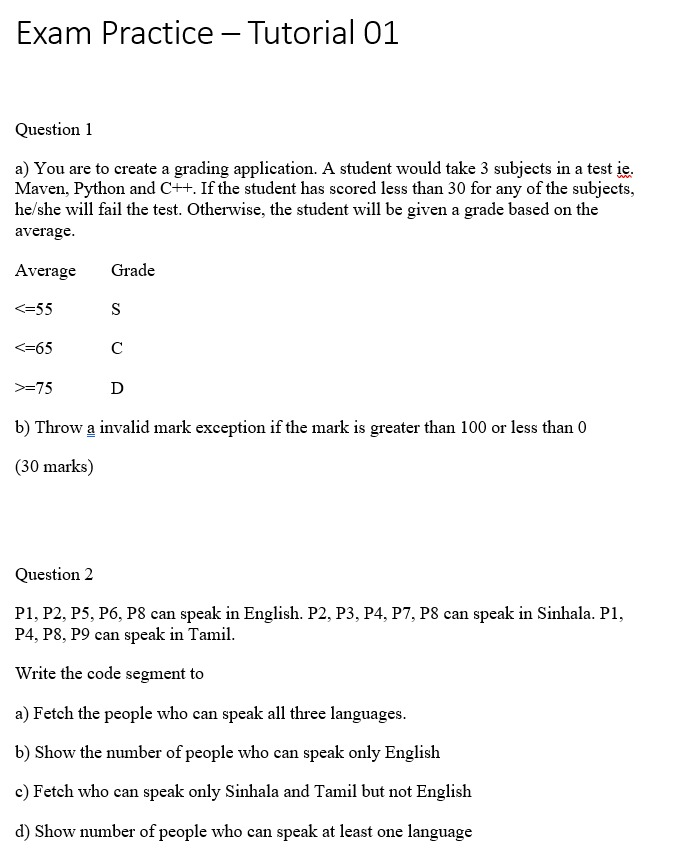 Exam Practice – Tutorial 01
Question 1
a) You are to create a grading application. A student would take 3 subjects in a test ie.
Maven, Python and C++. If the student has scored less than 30 for any of the subjects,
he/she will fail the test. Otherwise, the student will be given a grade based on the
average.
Average Grade
<=55 S
<=65 C
>=75 D
b) Throw a invalid mark exception if the mark is greater than 100 or less than 0
(30 marks)
Question 2
P1, P2, P5, P6, P8 can speak in English. P2, P3, P4, P7, P8 can speak in Sinhala. P1,
P4, P8, P9 can speak in Tamil.
Write the code segment to
a) Fetch the people who can speak all three languages.
b) Show the number of people who can speak only English
c) Fetch who can speak only Sinhala and Tamil but not English
d) Show number of people who can speak at least one language